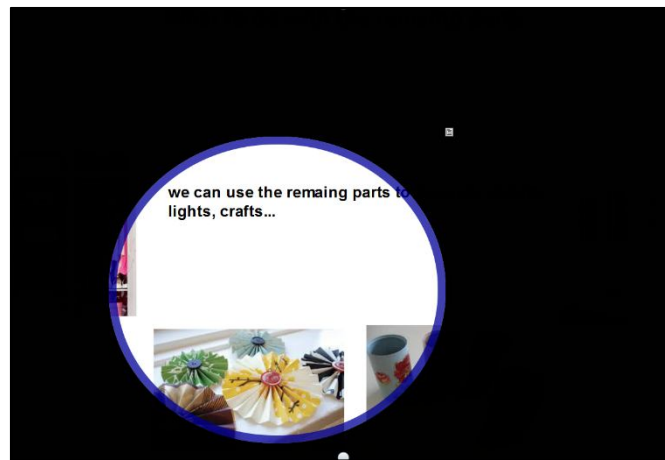 we can use the remaing parts to
lights, crafts...